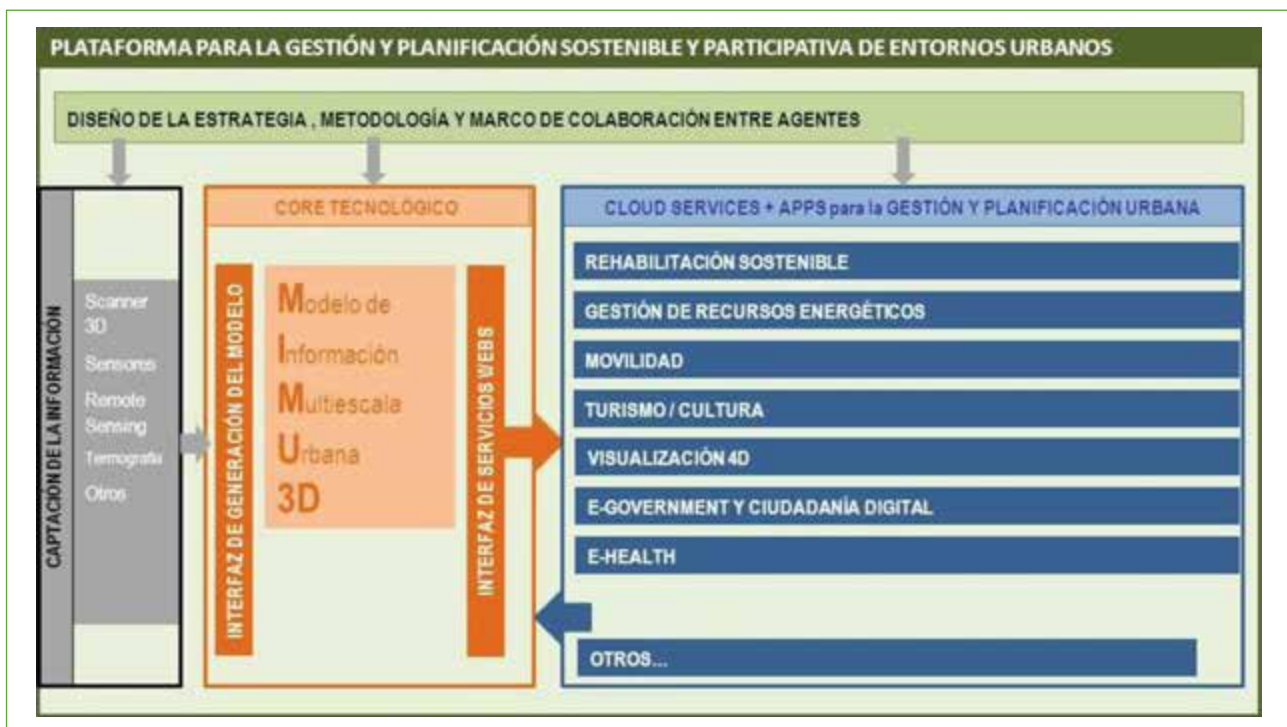 PLATAFORMA PARA LA GESTIÓN Y PLANIFICACIÓN SOSTENIBLE Y PARTICIPATIVA DE ENTORNOS URBANOS
DISEÑO DE LA ESTRATEGIA , METODOLOGÍA Y MARCO DE COLABORACIÓN ENTRE AGENTES
CAPTACIÓN DE LA INFORMACIÓN
Scanner
3D
Sensores
Remote
Sensing
Termografía
Otros
CORE TECNOLÓGICO
INTERFAZ DE GENERACIÓN DEL MODELO
Modelo de
Información
Multiescala
Urbana
3D
INTERFAZ DE SERVICIOS WEBS
CLOUD SERVICES + APPS para la GESTIÓN Y PLANIFICACIÓN URBANA
REHABILITACIÓN SOSTENIBLE
GESTIÓN DE RECURSOS ENERGÉTICOS
MOVILIDAD
TURISMO / CULTURA
VISUALIZACIÓN 4D
E-GOVERNMENT Y CIUDADANÍA DIGITAL
E-HEALTH
OTROS...